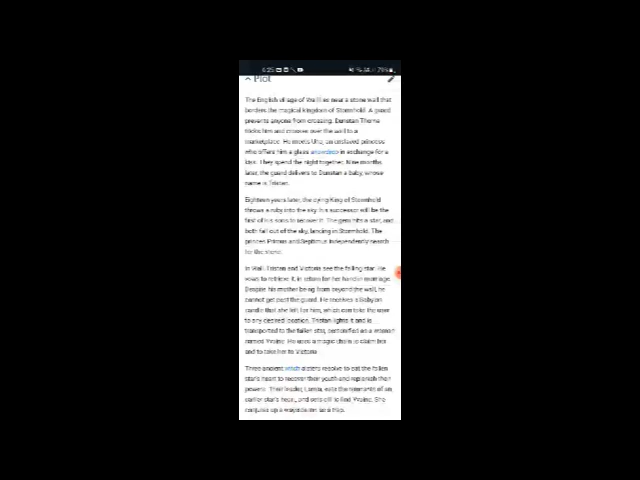 Plot
The English village of Wall lies near a stone wall that
borders the magical kingdom of Stormhold. A guard
prevents anyone from crossing. Dunstan Thorne
tricks him and crosses over the wall to a
marketplace. He meets Una, an enslaved princess
who offers him a glass snowdrop in exchange for a
kiss. They spend the night together. Nine months
later, the guard delivers to Dunstan a baby, whose
name is Tristan.
Eighteen years later, the dying King of Stormhold
throws a ruby into the sky. His successor will be the
first of his sons to recover it. The gem hits a star, and
both fall out of the sky, landing in Stormhold. The
princes Primus and Septimus independently search
for the stone.
In Wall, Tristan and Victoria see the falling star. He
vows to retrieve it in return for her hand in marriage.
Despite his mother being from beyond the wall, he
cannot get past the guard. He receives a Babylon
candle that she left for him, which can take the user
to any desired location. Tristan lights it and is
transported to the fallen star, personified as a woman
named Yvaine. He uses a magic chain to claim her
and to take her to Victoria.
Three ancient witch sisters resolve to eat the fallen
star's heart to recover their youth and replenish their
powers. Their leader, Lamia, eats the remnants of an
earlier star's heart, and sets off to find Yvaine. She
conjures up a wayside inn as a trap.